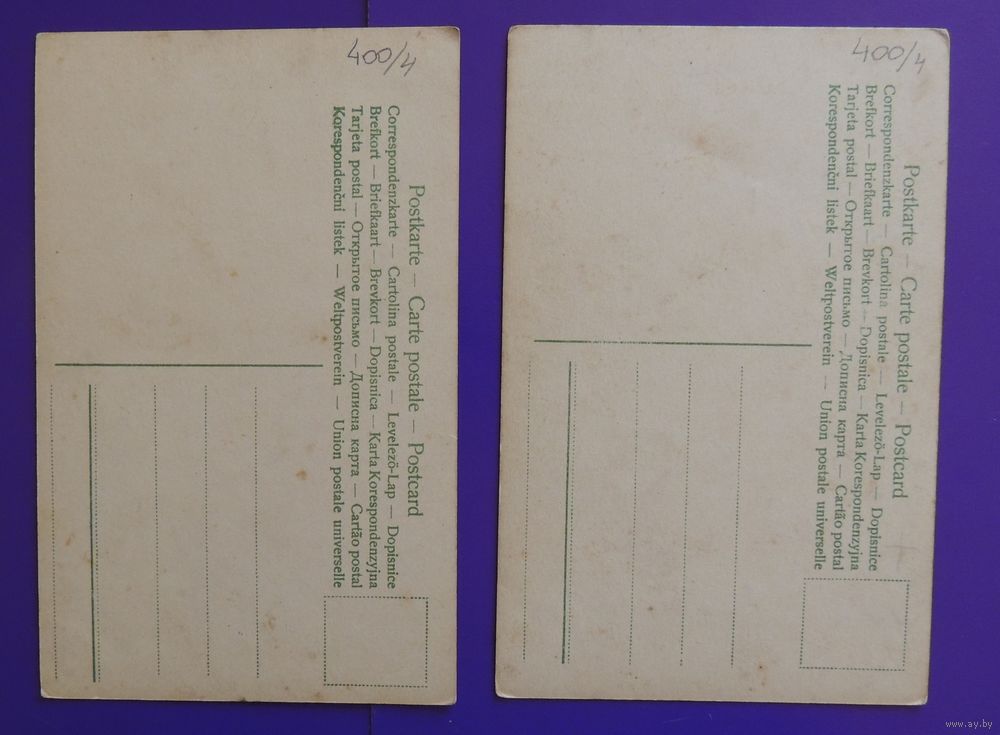 400/4
Postkarte — Carte postale — Postcard
Correspondenzkarte — Cartolina postale — Levelező-Lap — Dopisnice
Brefkort — Briefkaart — Brevkort — Dopisnica — Karta Korespondenzyjna
Tarjeta postal — Открытое письмо — Дописна карта — Cartão postal
Korespondenční listek — Weltpostverein — Union postale universelle
400/4
Postkarte — Carte postale — Postcard
Correspondenzkarte — Cartolina postale — Levelező-Lap — Dopisnice
Brefkort — Briefkaart — Brevkort — Dopisnica — Karta Korespondenzyjna
Tarjeta postal — Открытое письмо — Дописна карта — Cartão postal
Korespondenční listek — Weltpostverein — Union postale universelle
www.ay.by